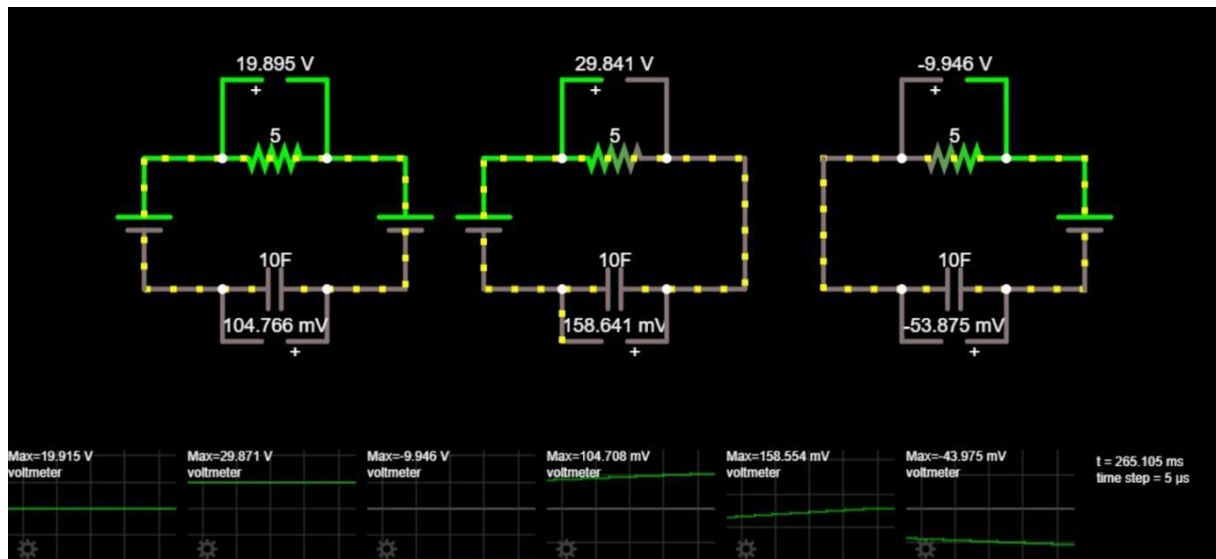 19.895 V
29.841 V
-9.946 V
+
+
+
5
5
5
10F
10F
10F
104.766 mV
158.641 mV
-53.875 mV
+
+
+
Max=19.915 V
voltmeter
Max=29.871 V
voltmeter
Max=-9.946 V
voltmeter
Max=104.708 mV
voltmeter
Max=158.554 mV
voltmeter
Max=-43.975 mV
voltmeter
t = 265.105 ms
time step = 5 µs